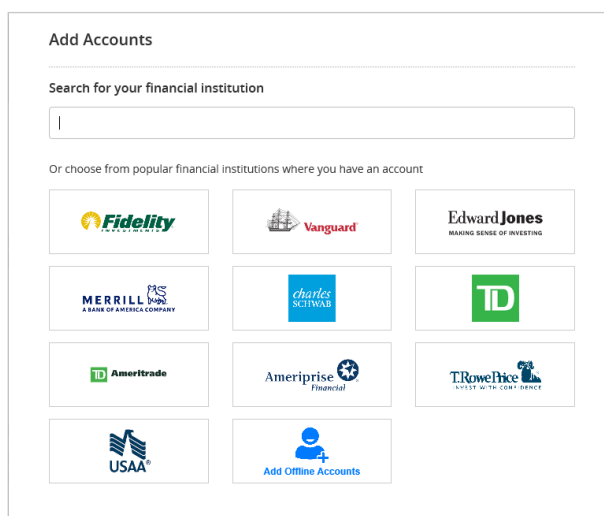 Add Accounts
Search for your financial institution
Or choose from popular financial institutions where you have an account
Fidelity
INVESTMENTS
Vanguard
Edward Jones
MAKING SENSE OF INVESTING
MERRILL
A BANK OF AMERICA COMPANY
charles
SCHWAB
TD
TD Ameritrade
Ameriprise
Financial
T.RowePrice
INVEST WITH CONFIDENCE
USAA®
Add Offline Accounts